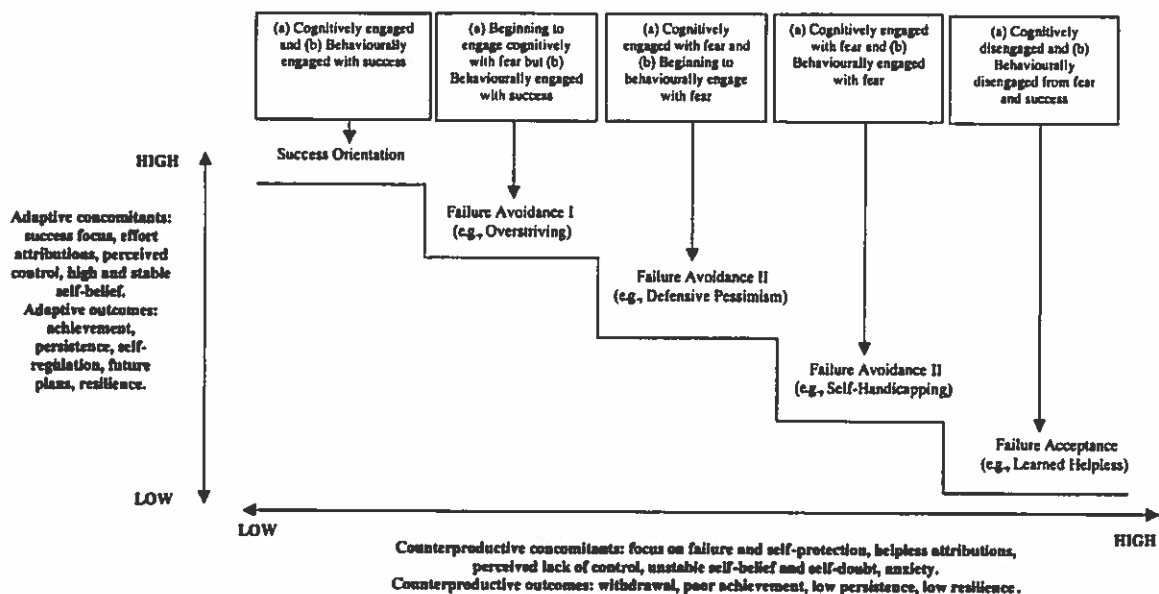 (a) Cognitively engaged
and (b) Behaviourally
engaged with success
(a) Beginning to
engage cognitively
with fear but (b)
Behaviourally engaged
with success
(a) Cognitively
engaged with fear and
(b) Beginning to
behaviourally engage
with fear
(a) Cognitively engaged
with fear and (b)
Behaviourally engaged
with fear
(a) Cognitively
disengaged and (b)
Behaviourally
disengaged from fear
and success
HIGH
Success Orientation
Failure Avoidance I
(e.g., Overstriving)
Failure Avoidance II
(e.g., Defensive Pessimism)
Failure Avoidance II
(e.g., Self-Handicapping)
Failure Acceptance
(e.g., Learned Helpless)
Adaptive concomitants:
success focus, effort
attributions, perceived
control, high and stable
self-belief.
Adaptive outcomes:
achievement,
persistence, self-
regulation, future
plans, resilience.
LOW
LOW
HIGH
Counterproductive concomitants: focus on failure and self-protection, helpless attributions,
perceived lack of control, unstable self-belief and self-doubt, anxiety.
Counterproductive outcomes: withdrawal, poor achievement, low persistence, low resilience.